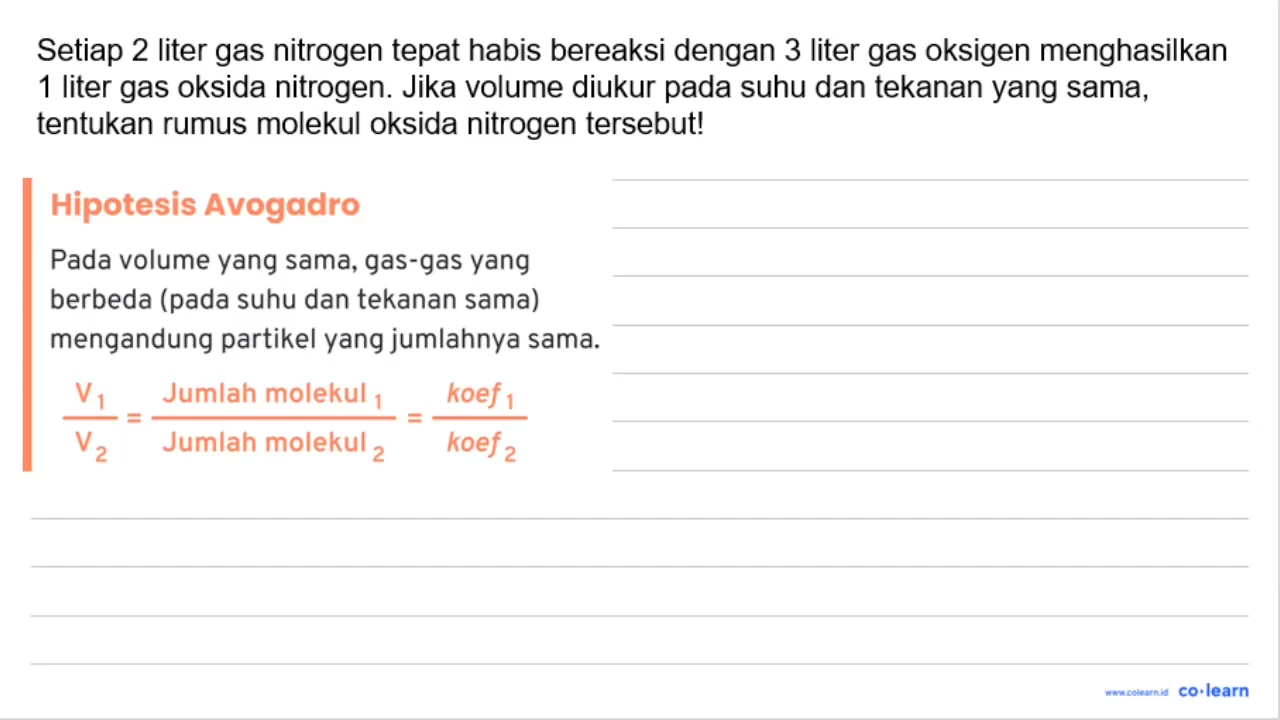 Setiap 2 liter gas nitrogen tepat habis bereaksi dengan 3 liter gas oksigen menghasilkan
1 liter gas oksida nitrogen. Jika volume diukur pada suhu dan tekanan yang sama,
tentukan rumus molekul oksida nitrogen tersebut!
Hipotesis Avogadro
Pada volume yang sama, gas-gas yang
berbeda (pada suhu dan tekanan sama)
mengandung partikel yang jumlahnya sama.
V₁ / V₂ = Jumlah molekul ₁ / Jumlah molekul ₂ = koef ₁ / koef ₂
www.colearn.id co·learn